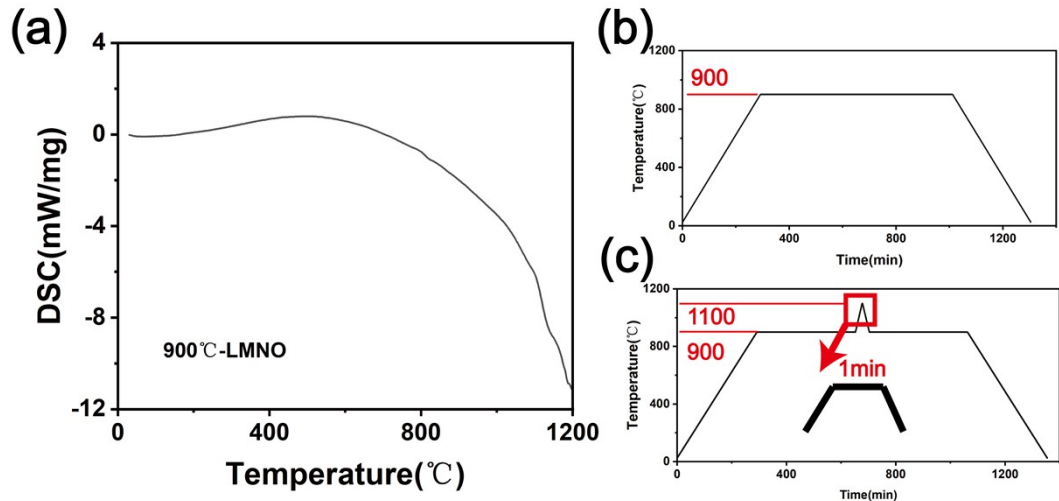 (a)
4
0
-4
-8
-12
DSC(mW/mg)
900℃-LMNO
0 400 800 1200
Temperature(℃)
(b)
1200
800
400
0
Temperature(℃)
900
0 400 800 1200
Time(min)
(c)
1200
800
400
0
Temperature(℃)
1100
900
1min
0 400 800 1200
Time(min)